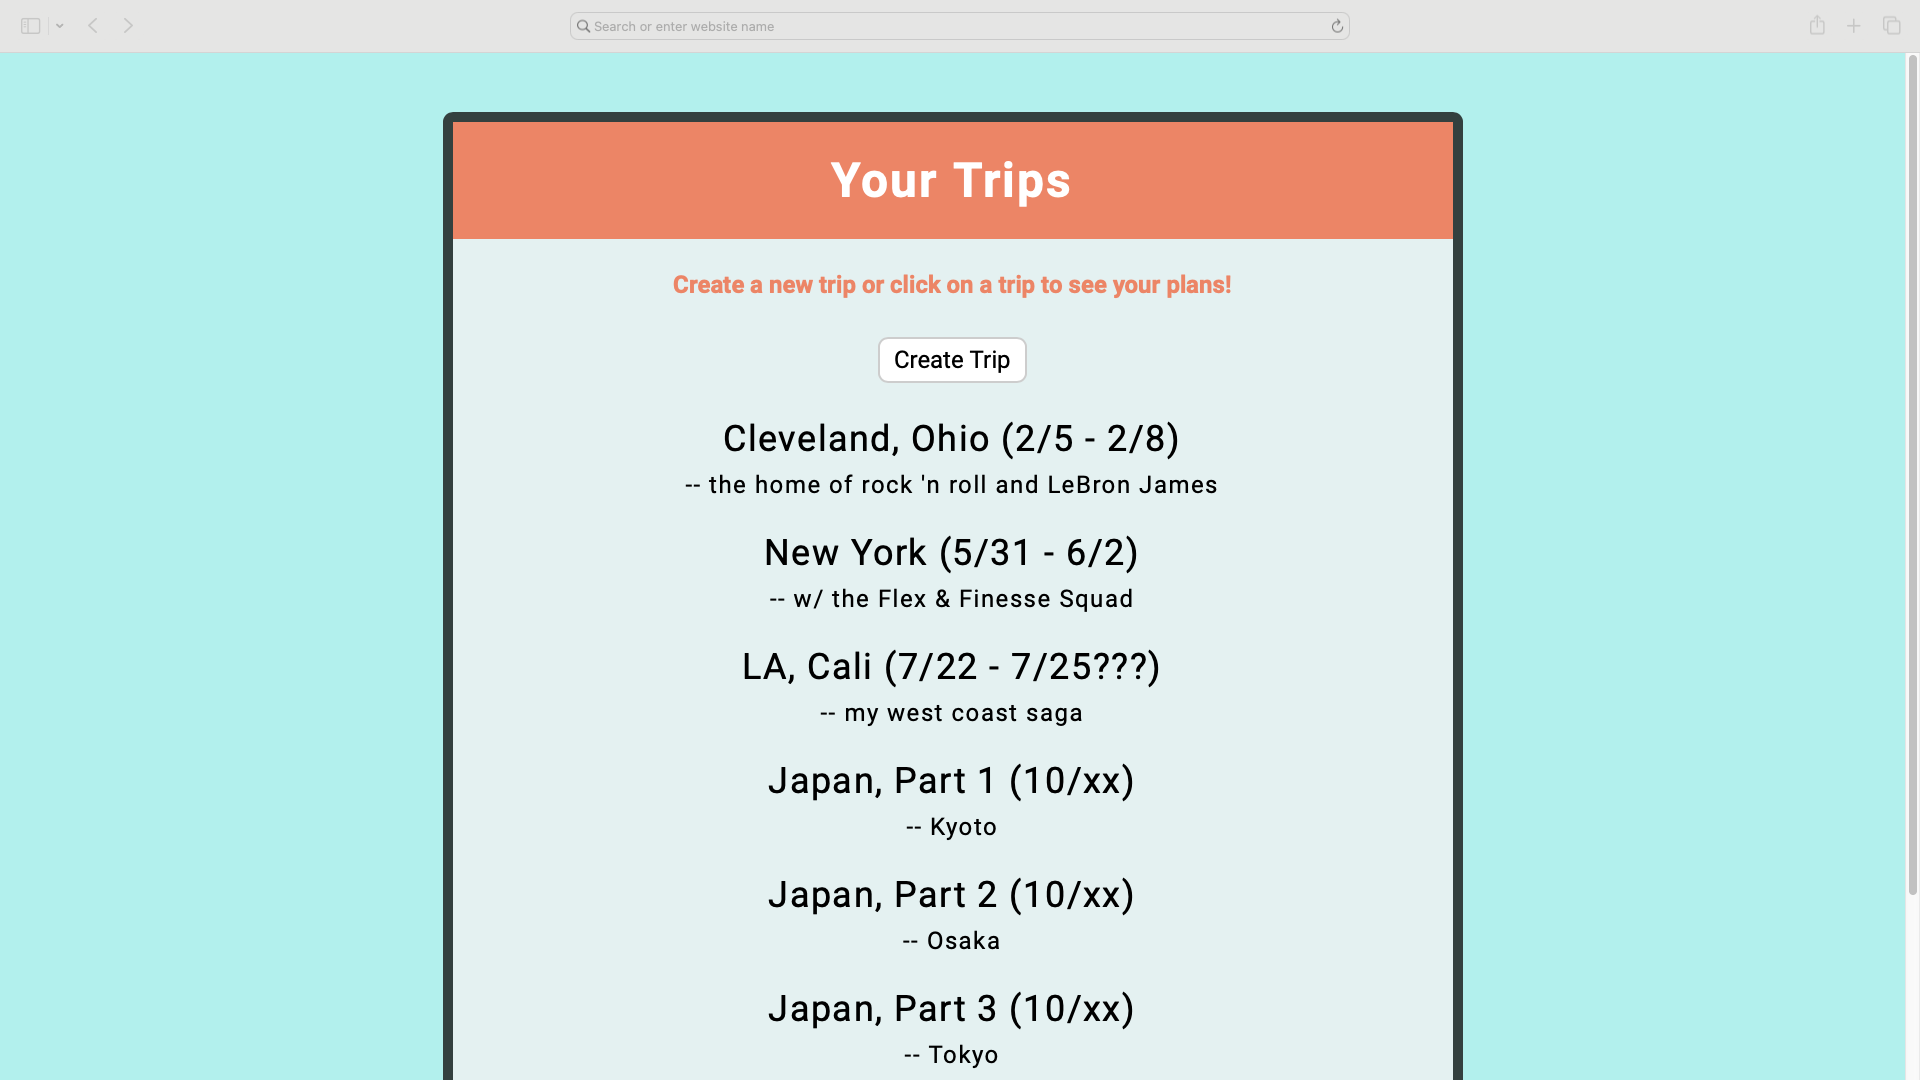 Search or enter website name
Your Trips
Create a new trip or click on a trip to see your plans!
Create Trip
Cleveland, Ohio (2/5 - 2/8)
-- the home of rock 'n roll and LeBron James
New York (5/31 - 6/2)
-- w/ the Flex & Finesse Squad
LA, Cali (7/22 - 7/25???)
-- my west coast saga
Japan, Part 1 (10/xx)
-- Kyoto
Japan, Part 2 (10/xx)
-- Osaka
Japan, Part 3 (10/xx)
-- Tokyo